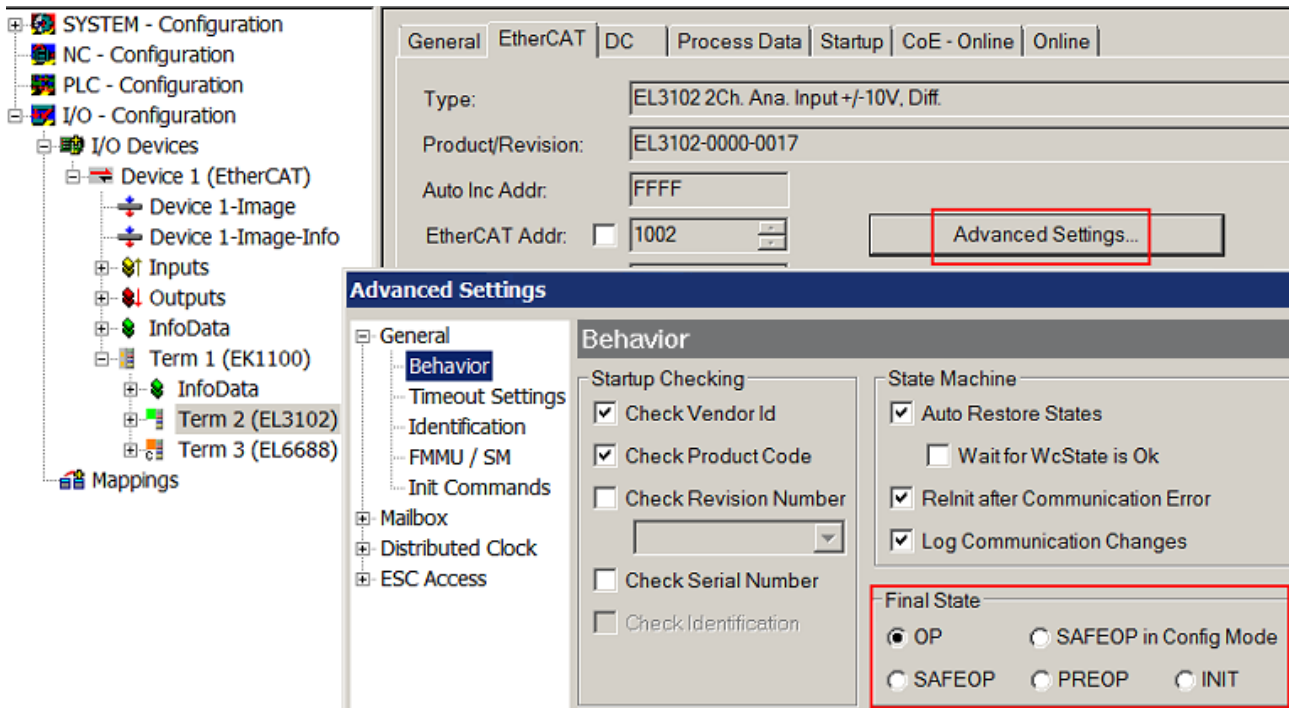 SYSTEM - Configuration
NC - Configuration
PLC - Configuration
I/O - Configuration
I/O Devices
Device 1 (EtherCAT)
Device 1-Image
Device 1-Image-Info
Inputs
Outputs
InfoData
Term 1 (EK1100)
InfoData
Term 2 (EL3102)
Term 3 (EL6688)
Mappings
General EtherCAT DC Process Data Startup CoE - Online Online
Type: EL3102 2Ch. Ana. Input +/-10V, Diff.
Product/Revision: EL3102-0000-0017
Auto Inc Addr: FFFF
EtherCAT Addr: 1002 Advanced Settings...
Advanced Settings
General
Behavior
Timeout Settings
Identification
FMMU / SM
Init Commands
Mailbox
Distributed Clock
ESC Access
Behavior
Startup Checking
Check Vendor Id
Check Product Code
Check Revision Number
Check Serial Number
Check Identification
State Machine
Auto Restore States
Wait for WcState is Ok
ReInit after Communication Error
Log Communication Changes
Final State
OP SAFEOP in Config Mode
SAFEOP PREOP INIT